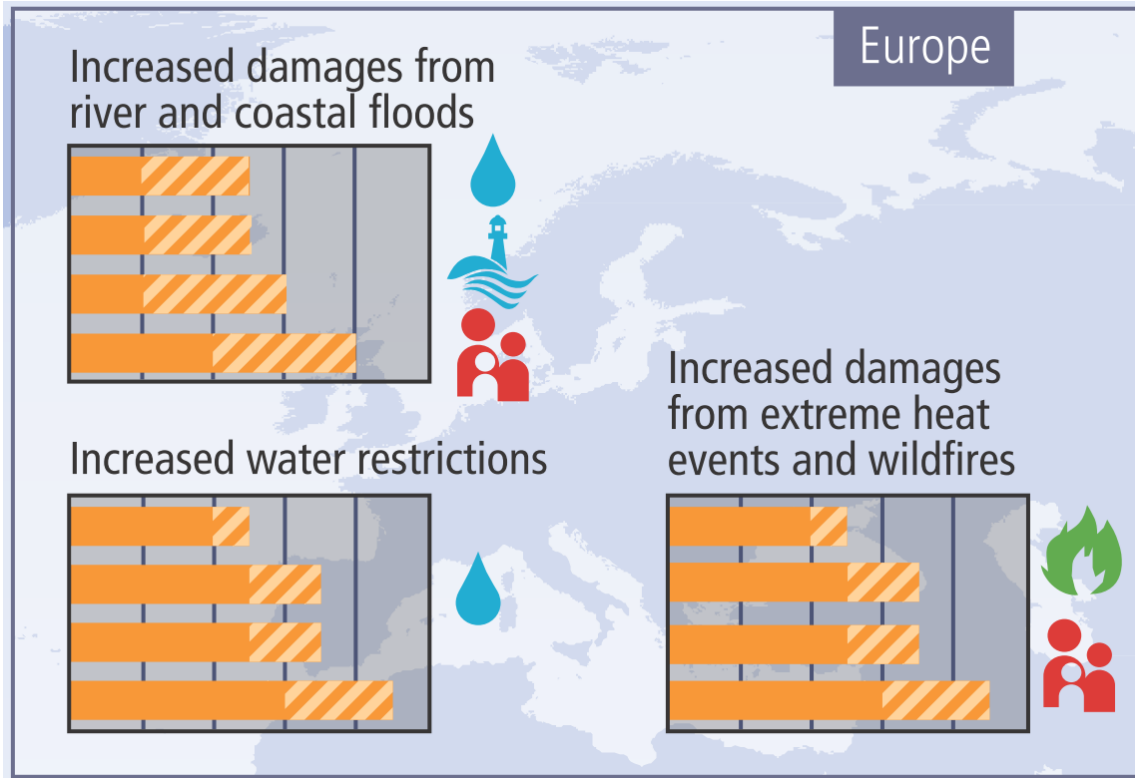 Europe
Increased damages from
river and coastal floods
Increased water restrictions
Increased damages
from extreme heat
events and wildfires